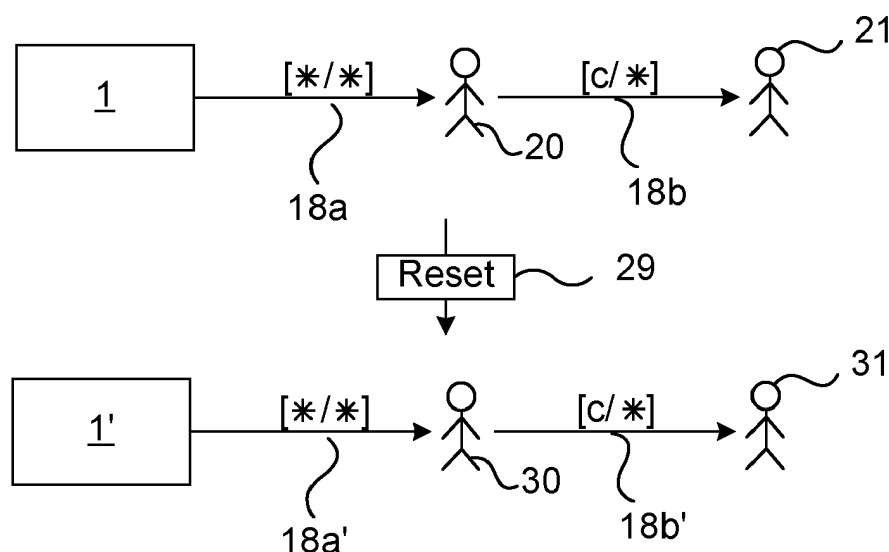 21
1 [*/*] [c/*]
20
18a 18b
Reset 29
31
1' [*/*] [c/*]
30
18a' 18b'